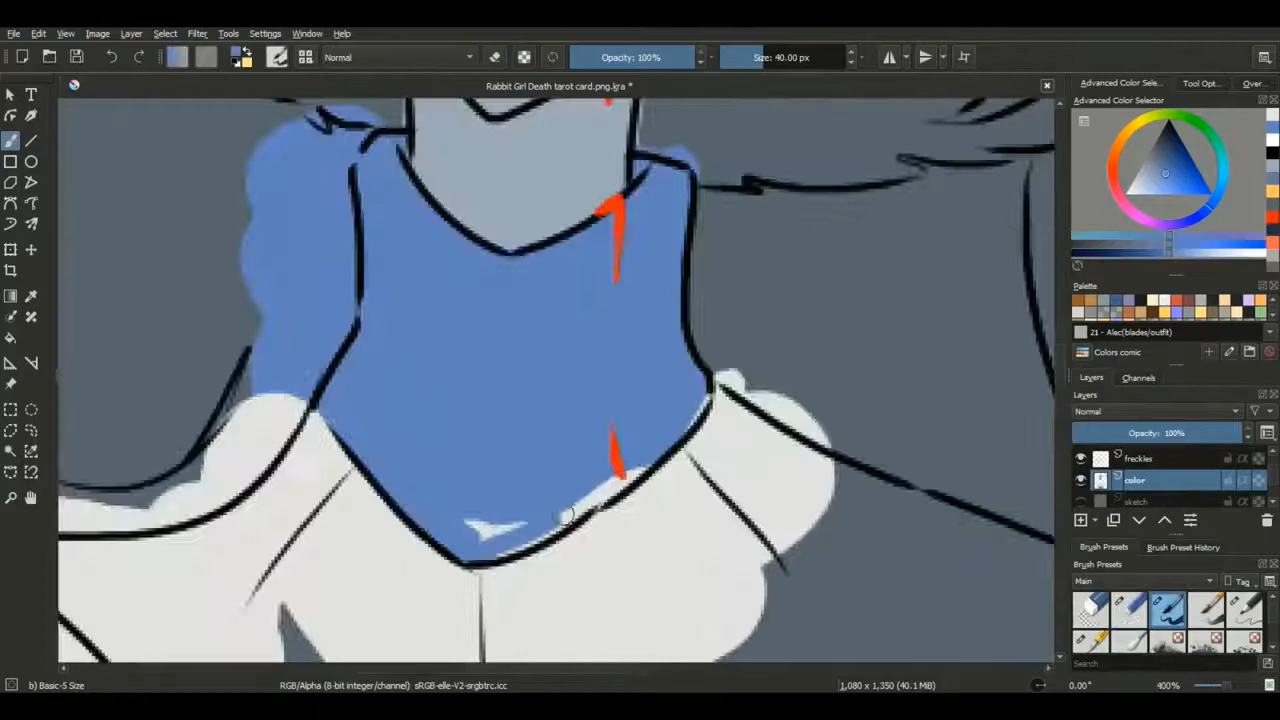 File Edit View Image Layer Select Filter Tools Settings Window Help
Normal
Opacity: 100%
Size: 40.00 px
Rabbit Girl Death tarot card.png.kra *
Advanced Color Sele...
Tool Opt...
Over...
Advanced Color Selector
Palette
21 - Alec(blades/outfit)
Colors comic
Layers
Channels
Layers
Normal
Opacity: 100%
freckles
color
sketch
Brush Presets
Brush Preset History
Brush Presets
Main
Tag
Search
b) Basic-5 Size
RGB/Alpha (8-bit integer/channel) sRGB-elle-V2-srgbtrc.icc
1,080 x 1,350 (40.1 MiB)
0.00°
400%